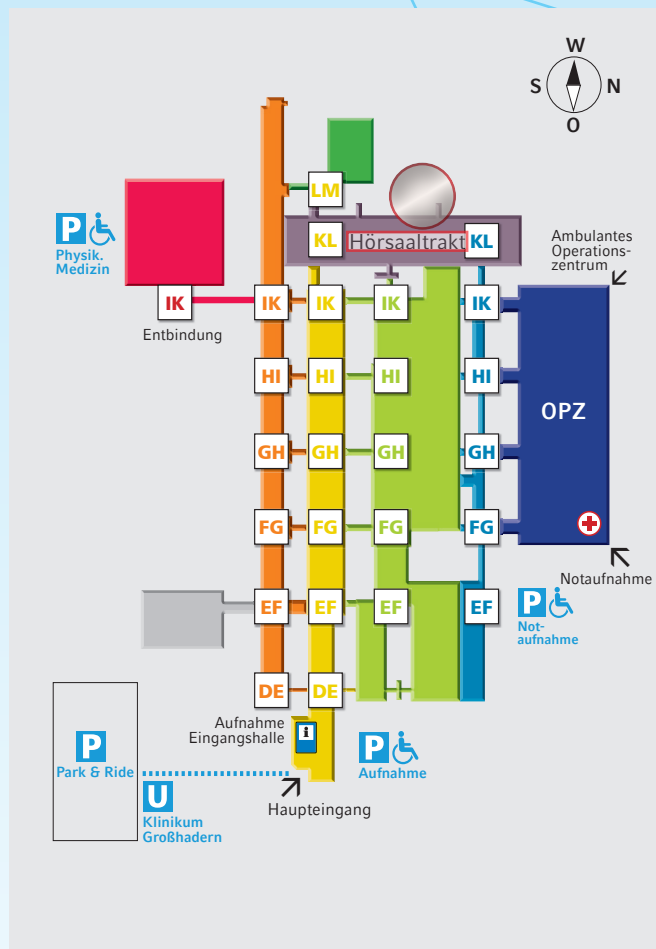 W
S
N
O
LM
KL
Hörsaaltrakt
KL
P
Physik.
Medizin
Ambulantes
Operations-
zentrum
IK
IK
IK
IK
IK
Entbindung
HI
HI
HI
HI
OPZ
GH
GH
GH
GH
FG
FG
FG
FG
Notaufnahme
EF
EF
EF
EF
P
Not-
aufnahme
DE
DE
Aufnahme
Eingangshalle
i
P
Aufnahme
P
Park & Ride
U
Klinikum
Großhadern
Haupteingang